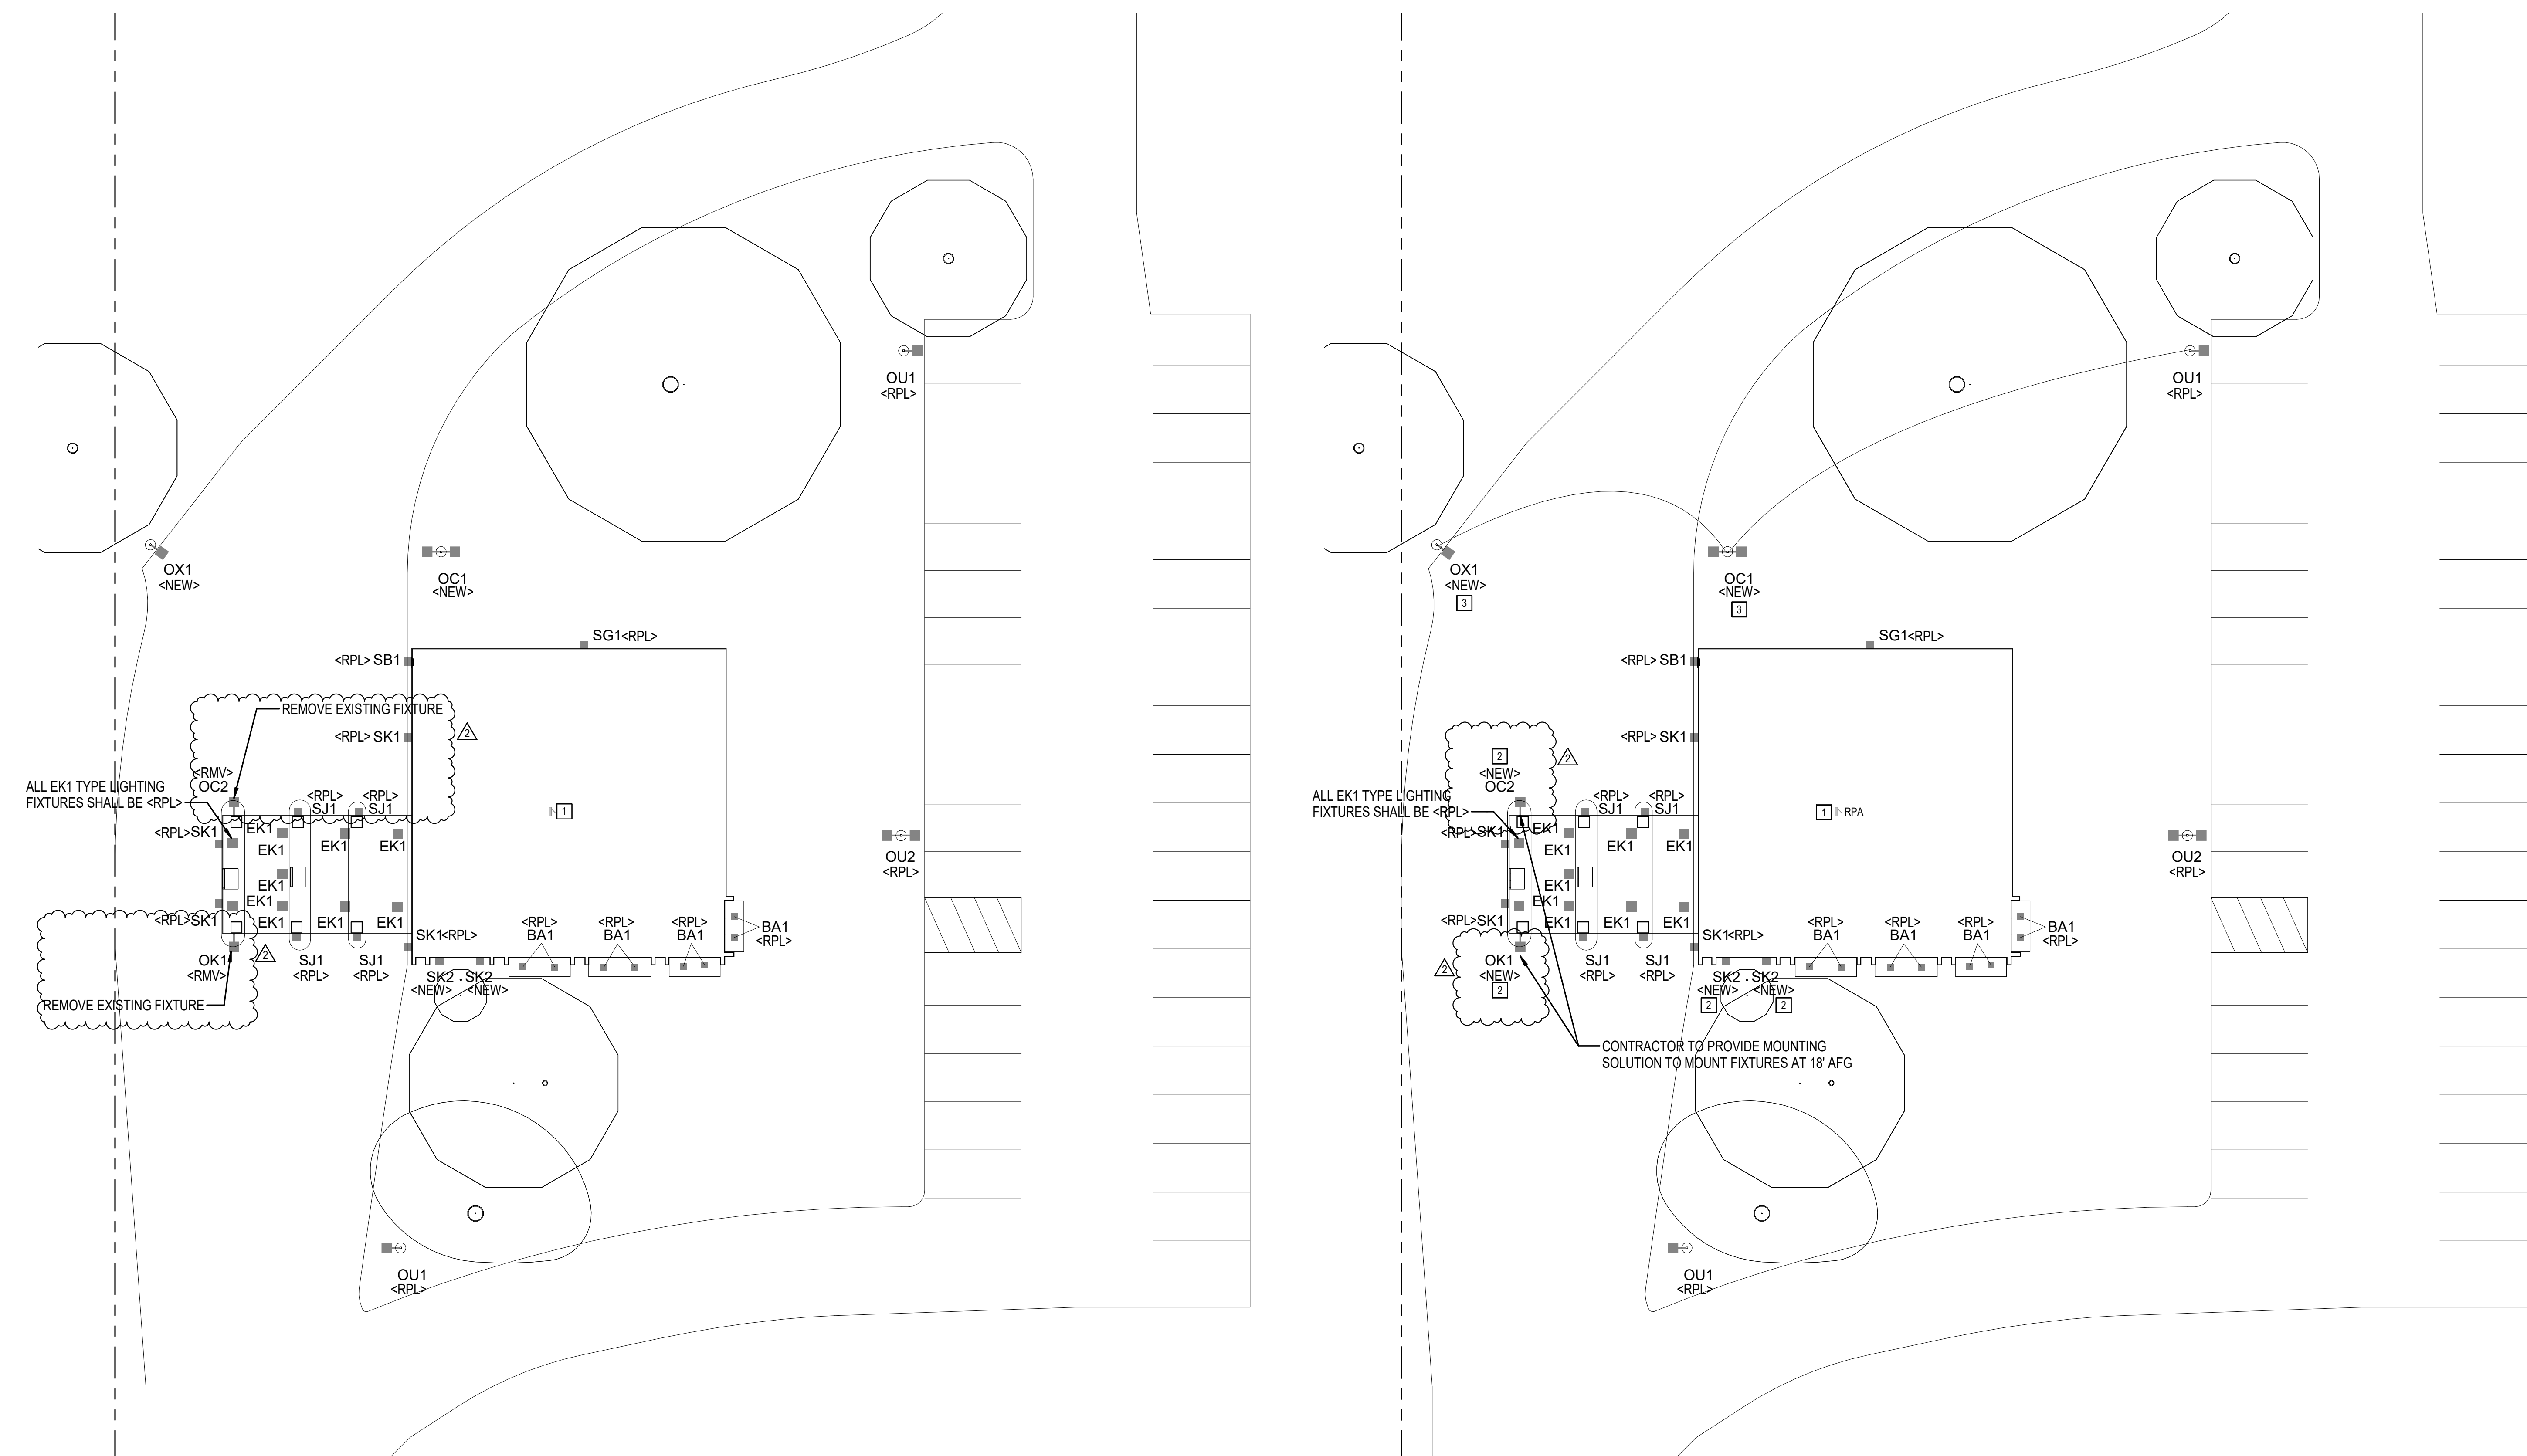 OU1
<RPL>
OX1
<NEW>
OC1
<NEW>
SG1<RPL>
<RPL> SB1
REMOVE EXISTING FIXTURE
2
<RPL> SK1
<RMV>
OC2
ALL EK1 TYPE LIGHTING
FIXTURES SHALL BE <RPL>
<RPL>
SJ1
<RPL>
SJ1
1
<RPL>SK1
EK1
EK1
EK1
EK1
EK1
EK1
<RPL>SK1
EK1
EK1
EK1
OU2
<RPL>
SK1<RPL>
<RPL>
BA1
<RPL>
BA1
<RPL>
BA1
BA1
<RPL>
2
OK1
<RMV>
SJ1
<RPL>
SJ1
<RPL>
SK2
<NEW>
SK2
<NEW>
REMOVE EXISTING FIXTURE
OU1
<RPL>
OU1
<RPL>
OX1
<NEW>
3
OC1
<NEW>
3
SG1<RPL>
<RPL> SB1
<RPL> SK1
2
<NEW>
OC2
2
ALL EK1 TYPE LIGHTING
FIXTURES SHALL BE <RPL>
<RPL>
SJ1
<RPL>
SJ1
1
RPA
<RPL>SK1
EK1
EK1
EK1
EK1
EK1
EK1
<RPL>SK1
EK1
EK1
EK1
OU2
<RPL>
SK1<RPL>
<RPL>
BA1
<RPL>
BA1
<RPL>
BA1
BA1
<RPL>
2
OK1
<NEW>
2
SJ1
<RPL>
SJ1
<RPL>
SK2
<NEW>
2
SK2
<NEW>
2
CONTRACTOR TO PROVIDE MOUNTING
SOLUTION TO MOUNT FIXTURES AT 18' AFG
OU1
<RPL>